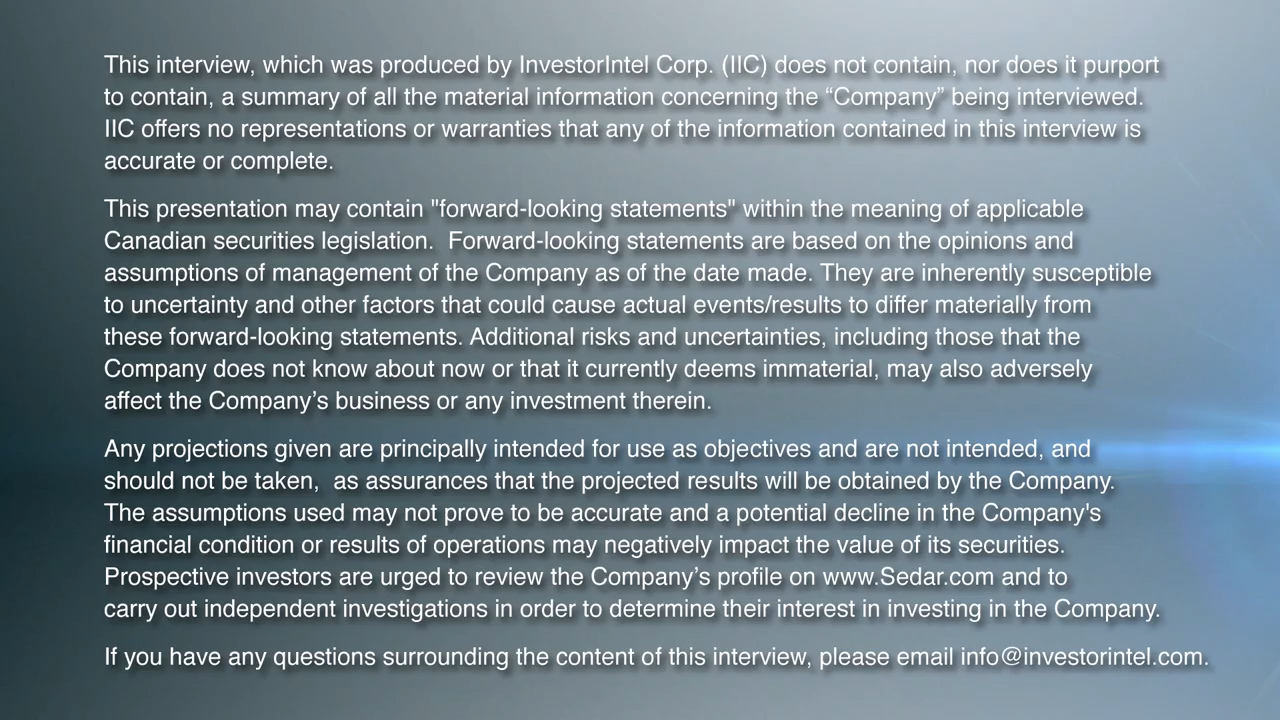 This interview, which was produced by InvestorIntel Corp. (IIC) does not contain, nor does it purport
to contain, a summary of all the material information concerning the “Company” being interviewed.
IIC offers no representations or warranties that any of the information contained in this interview is
accurate or complete.
This presentation may contain "forward-looking statements" within the meaning of applicable
Canadian securities legislation.  Forward-looking statements are based on the opinions and
assumptions of management of the Company as of the date made. They are inherently susceptible
to uncertainty and other factors that could cause actual events/results to differ materially from
these forward-looking statements. Additional risks and uncertainties, including those that the
Company does not know about now or that it currently deems immaterial, may also adversely
affect the Company’s business or any investment therein.
Any projections given are principally intended for use as objectives and are not intended, and
should not be taken,  as assurances that the projected results will be obtained by the Company.
The assumptions used may not prove to be accurate and a potential decline in the Company's
financial condition or results of operations may negatively impact the value of its securities.
Prospective investors are urged to review the Company’s profile on www.Sedar.com and to
carry out independent investigations in order to determine their interest in investing in the Company.
If you have any questions surrounding the content of this interview, please email info@investorintel.com.